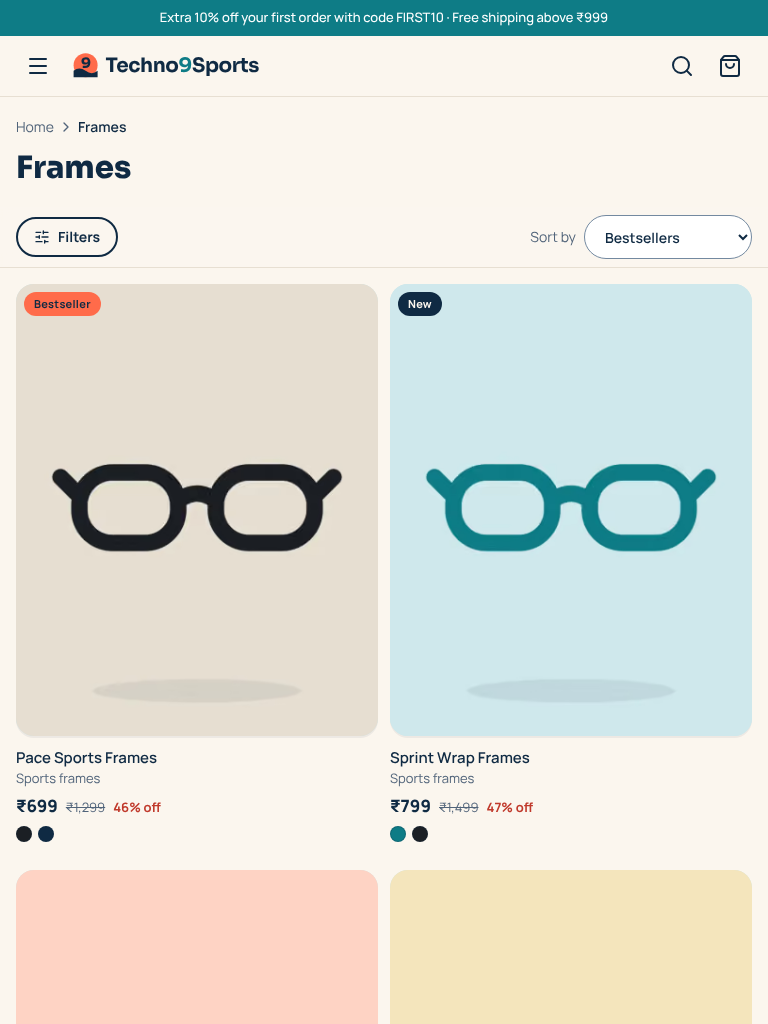 Extra 10% off your first order with code FIRST10 · Free shipping above ₹999
9 Techno9Sports
Home > Frames
Frames
Filters
Sort by Bestsellers
Bestseller
New
Pace Sports Frames
Sports frames
₹699 ₹1,299 46% off
Sprint Wrap Frames
Sports frames
₹799 ₹1,499 47% off